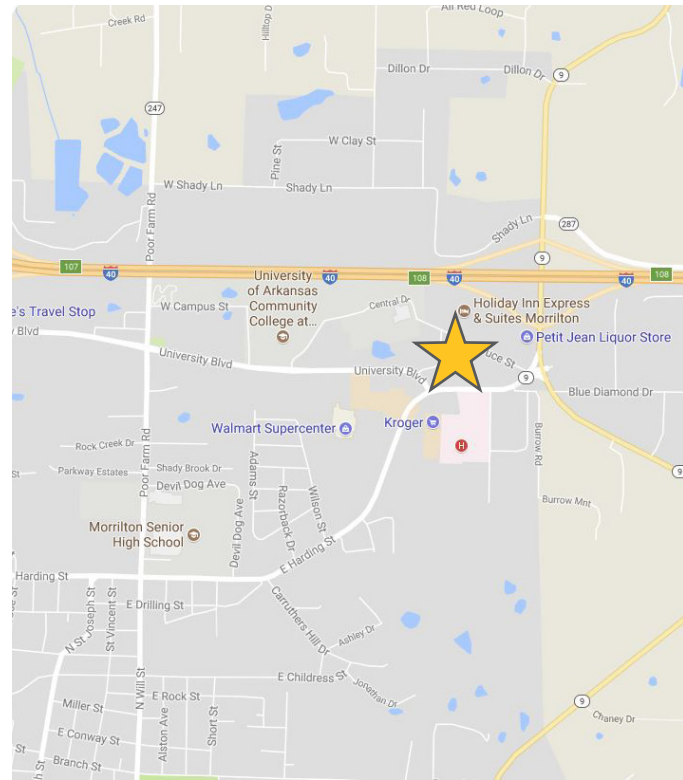 Creek Rd
Hilltop D
All Red Loop
Dillon Dr
Dillon Dr
9
247
W Clay St
Pine St
W Shady Ln
Shady Ln
Poor Farm Rd
Shady Ln
287
9
107
40
40
108
40
108
40
University
of Arkansas
Community
College at...
W Campus St
Central Dr
Holiday Inn Express
& Suites Morrilton
e's Travel Stop
Petit Jean Liquor Store
y Blvd
University Blvd
University Blvd
uce St
9
Blue Diamond Dr
Walmart Supercenter
Kroger
H
Burrow Rd
Rock Creek Dr
Parkway Estates
Shady Brook Dr
Devil Dog Ave
Poor Farm Rd
Adams St
Wilson St
Razorback Dr
Devil Dog Ave
9
Burrow Mnt
Morrilton Senior
High School
E Harding St
Harding St
E Drilling St
N St J
oseph St
St Vincent St
Carruthers Hill Dr
Ashley Dr
E Childress St
Jonathan Dr
N Will St
E Rock St
Miller St
Alston Ave
Short St
E Conway St
Branch St
St
9
Chaney Dr